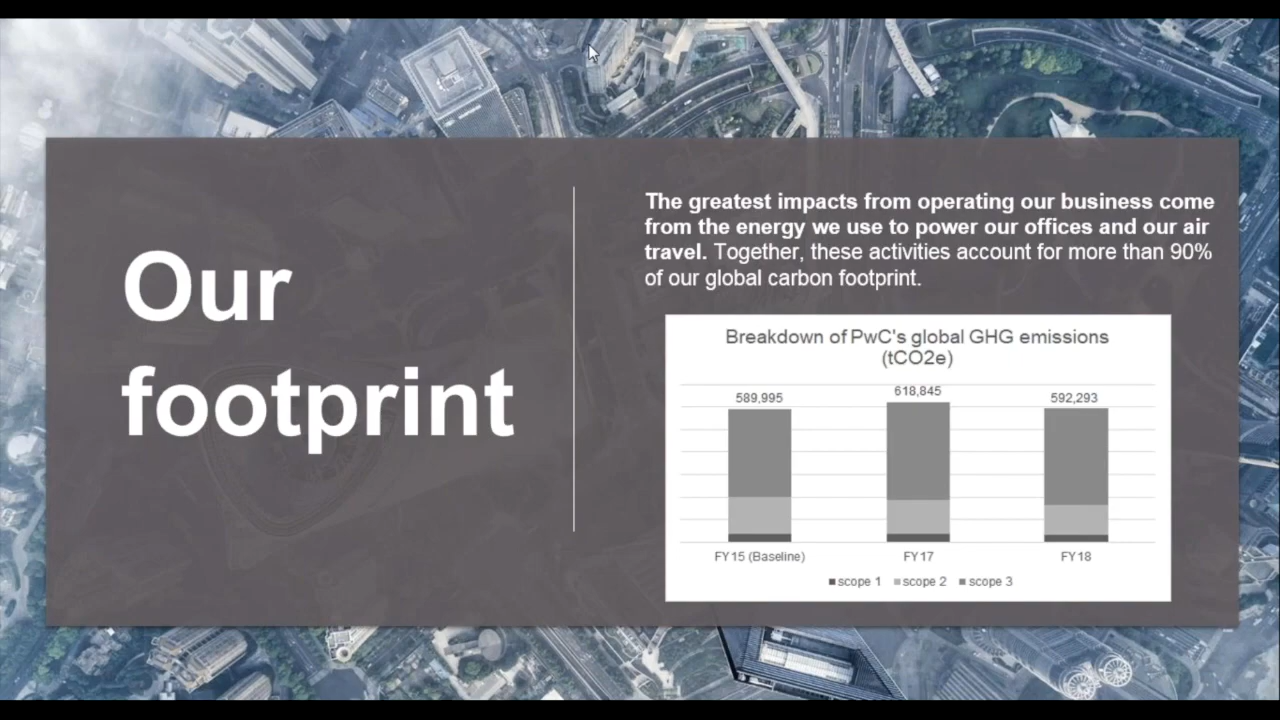 Our
footprint
The greatest impacts from operating our business come
from the energy we use to power our offices and our air
travel. Together, these activities account for more than 90%
of our global carbon footprint.
Breakdown of PwC's global GHG emissions
(tCO2e)
589,995 618,845 592,293
FY15 (Baseline) FY17 FY18
scope 1 scope 2 scope 3